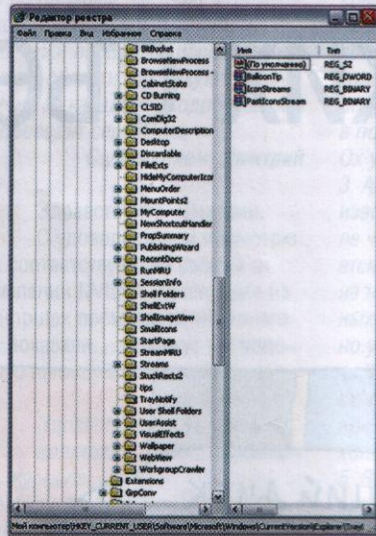 Редактор реестра
Файл Правка Вид Избранное Справка
BitBucket
BrowseNewProcess
BrowseNewProcess -
CabinetState
CD Burning
CLSID
ComDlg32
ComputerDescription
Desktop
Discardable
FileExts
HideMyComputerIcon
MenuOrder
MountPoints2
MyComputer
NewShortcutHandler
PropSummary
PublishingWizard
RecentDocs
RunMRU
SessionInfo
Shell Folders
ShellExtW
ShellImageView
SmallIcons
StartPage
StreamMRU
Streams
StuckRects2
tips
TrayNotify
User Shell Folders
UserAssist
VisualEffects
Wallpaper
WebView
WorkgroupCrawler
Extensions
GrpConv
Имя Тип
(По умолчанию) REG_SZ
BalloonTip REG_DWORD
IconStreams REG_BINARY
PastIconsStream REG_BINARY
Мой компьютер\HKEY_CURRENT_USER\Software\Microsoft\Windows\CurrentVersion\Explorer\